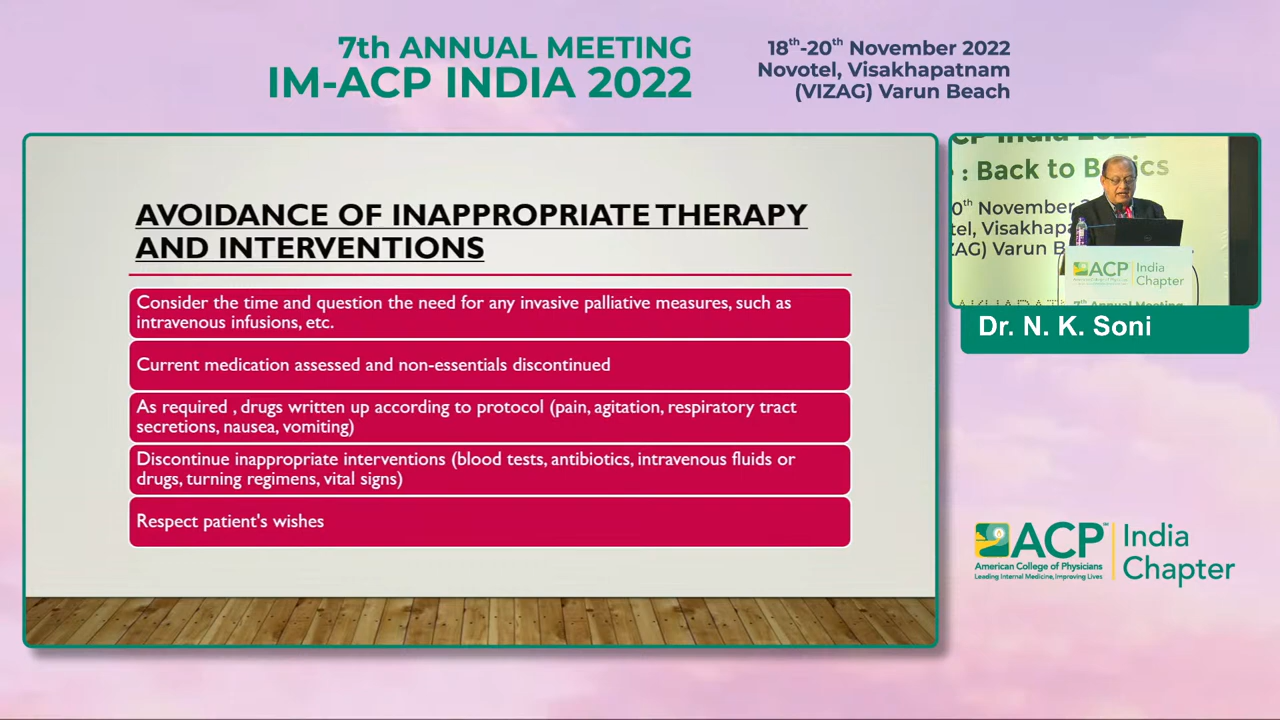 7th ANNUAL MEETING
IM-ACP INDIA 2022
18th-20th November 2022
Novotel, Visakhapatnam
(VIZAG) Varun Beach
AVOIDANCE OF INAPPROPRIATE THERAPY
AND INTERVENTIONS
Consider the time and question the need for any invasive palliative measures, such as
intravenous infusions, etc.
Current medication assessed and non-essentials discontinued
As required , drugs written up according to protocol (pain, agitation, respiratory tract
secretions, nausea, vomiting)
Discontinue inappropriate interventions (blood tests, antibiotics, intravenous fluids or
drugs, turning regimens, vital signs)
Respect patient's wishes
India 2022
: Back to
November
Visakhapa
Varun B
ACP
India
Chapter
Dr. N. K. Soni
ACP
American College of Physicians
Leading Internal Medicine, Improving Lives
India
Chapter